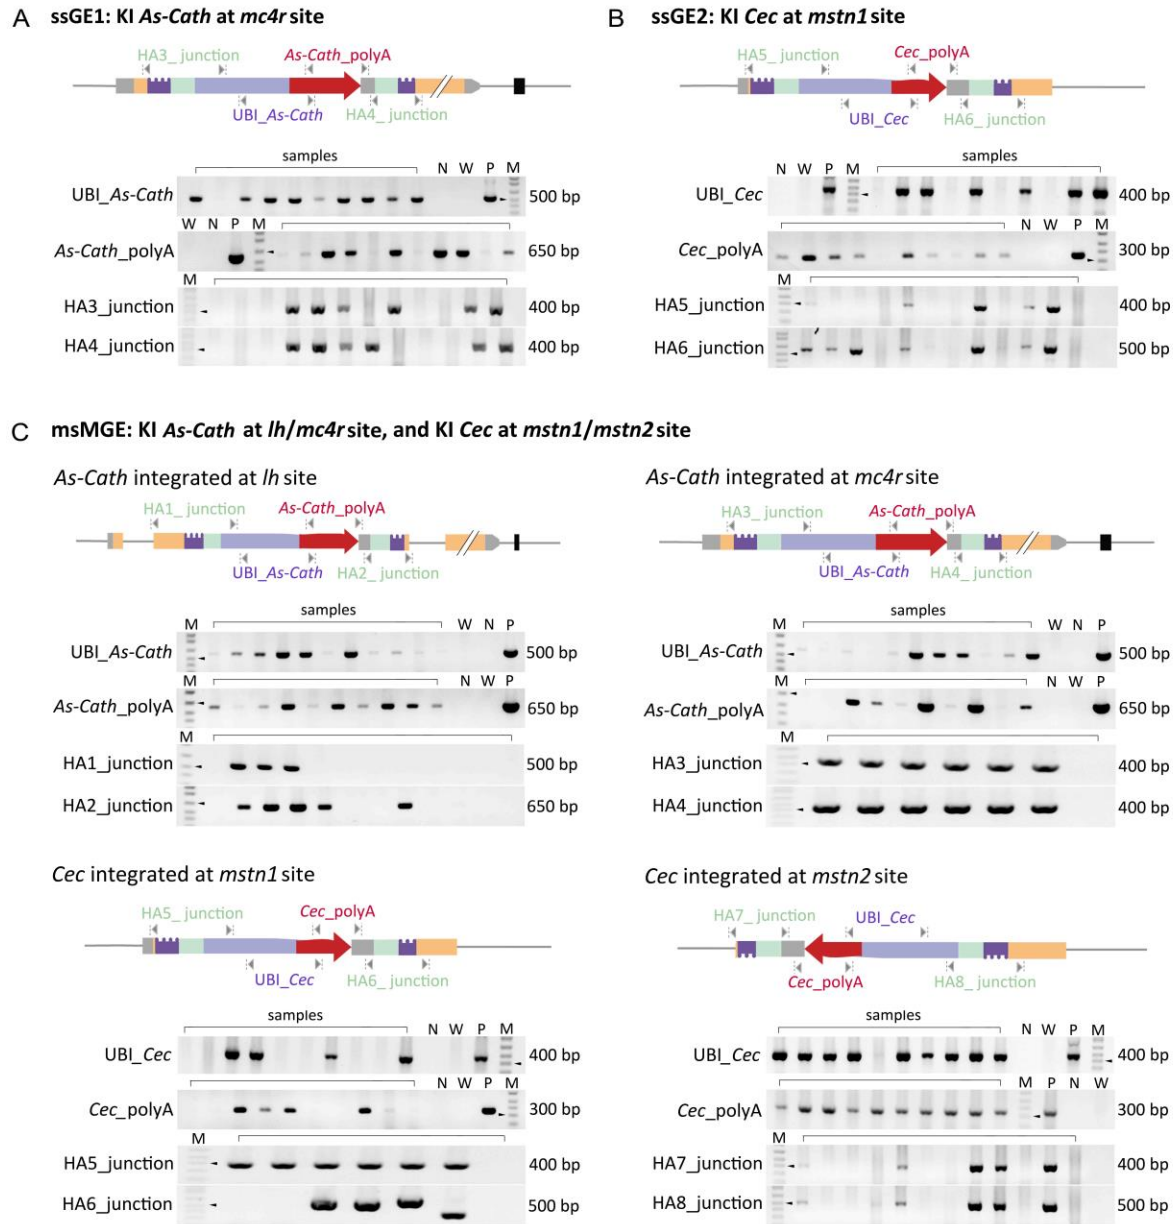 A ssGE1: KI As-Cath at mc4r site
HA3_ junction As-Cath_polyA
UBI_As-Cath HA4_ junction
samples N W P M
UBI_As-Cath 500 bp
W N P M
As-Cath_polyA 650 bp
M
HA3_junction 400 bp
HA4_junction 400 bp
B ssGE2: KI Cec at mstn1 site
HA5_ junction Cec_polyA
UBI_Cec HA6_ junction
samples
N W P M
UBI_Cec 400 bp
N W P M
Cec_polyA 300 bp
M
HA5_junction 400 bp
HA6_junction 500 bp
C msMGE: KI As-Cath at lh/mc4r site, and KI Cec at mstn1/mstn2 site
As-Cath integrated at lh site
HA1_ junction As-Cath_polyA
UBI_As-Cath HA2_ junction
samples
M W N P
UBI_As-Cath 500 bp
M N W P
As-Cath_polyA 650 bp
M
HA1_junction 500 bp
HA2_junction 650 bp
As-Cath integrated at mc4r site
HA3_ junction As-Cath_polyA
UBI_As-Cath HA4_ junction
samples
M W N P
UBI_As-Cath 500 bp
M N W P
As-Cath_polyA 650 bp
M
HA3_junction 400 bp
HA4_junction 400 bp
Cec integrated at mstn1 site
HA5_ junction Cec_polyA
UBI_Cec HA6_ junction
samples N W P M
UBI_Cec 400 bp
N W P M
Cec_polyA 300 bp
M
HA5_junction 400 bp
HA6_junction 500 bp
Cec integrated at mstn2 site
HA7_ junction UBI_Cec
Cec_polyA HA8_ junction
samples N W P M
UBI_Cec 400 bp
M P N W
Cec_polyA 300 bp
M
HA7_junction 400 bp
HA8_junction 500 bp